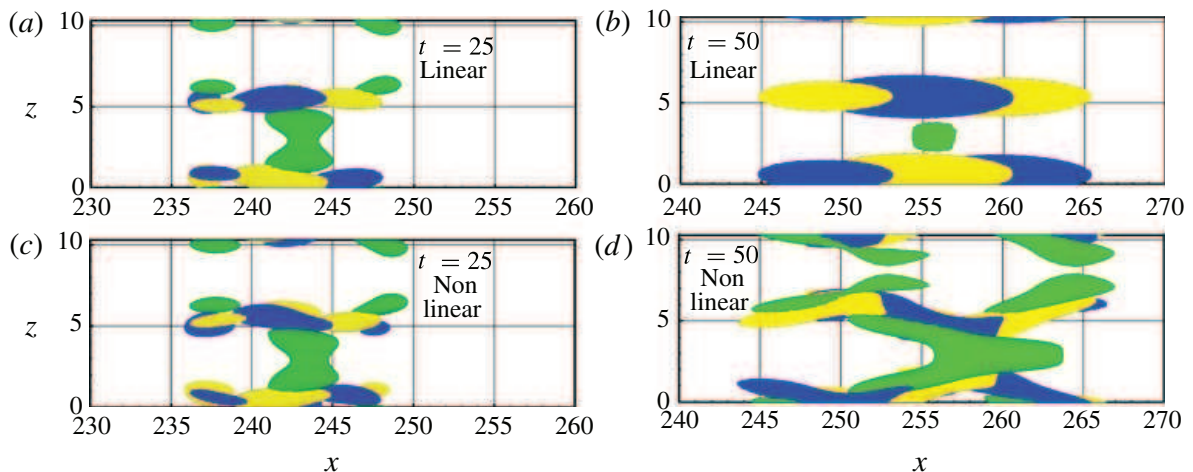 (a)
10
5
0
z
t = 25
Linear
230 235 240 245 250 255 260
(b)
10
5
0
t = 50
Linear
240 245 250 255 260 265 270
(c)
10
5
0
z
t = 25
Non
linear
230 235 240 245 250 255 260
x
(d)
10
5
0
t = 50
Non
linear
240 245 250 255 260 265 270
x